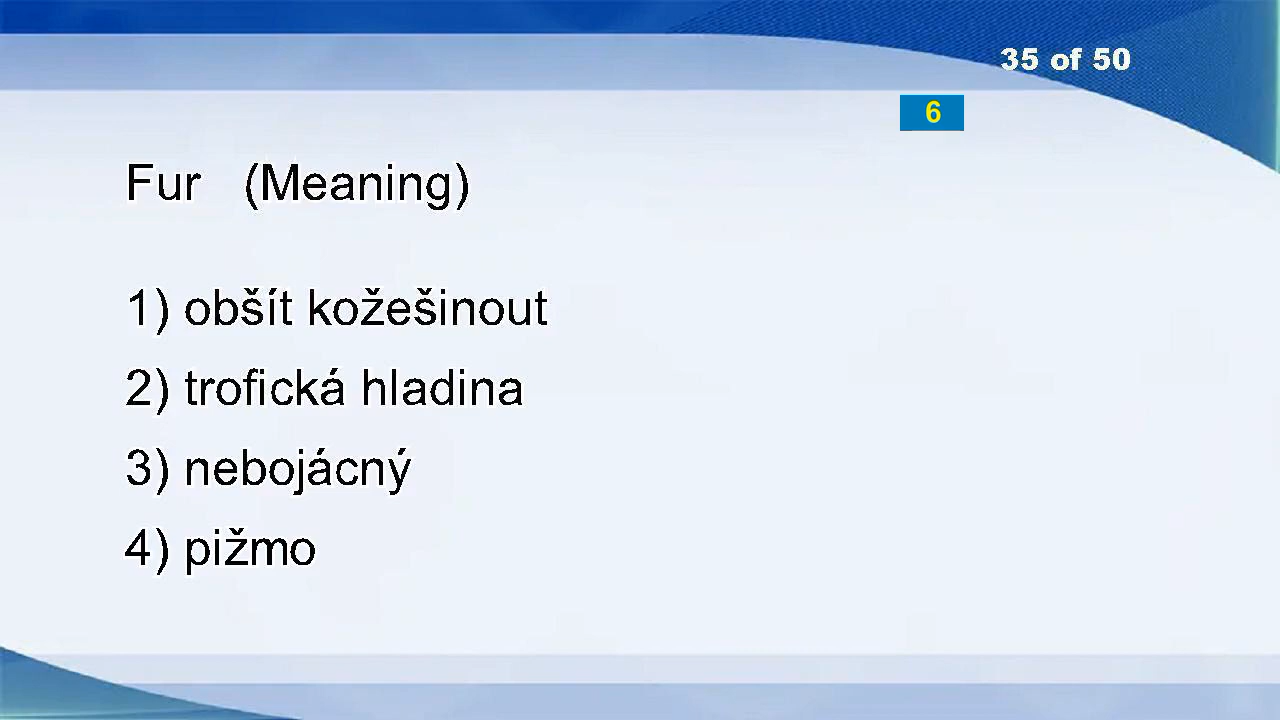 35 of 50
6
Fur (Meaning)
1) obšít kožešinout
2) trofická hladina
3) nebojácný
4) pižmo